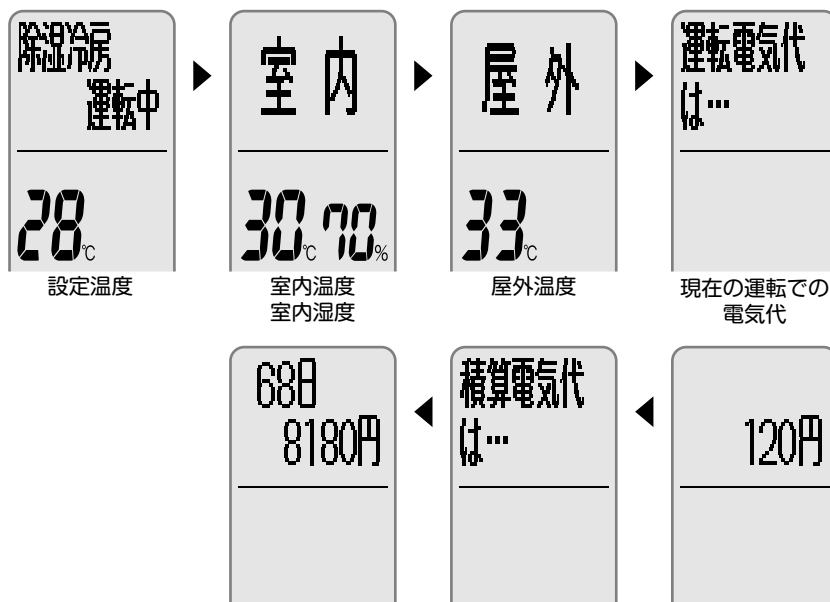 除湿冷房
運転中
28℃
設定温度
室内
30℃ 70%
室内温度
室内湿度
屋外
33℃
屋外温度
運転電気代
は…
現在の運転での
電気代
120円
積算電気代
は…
68日
8180円